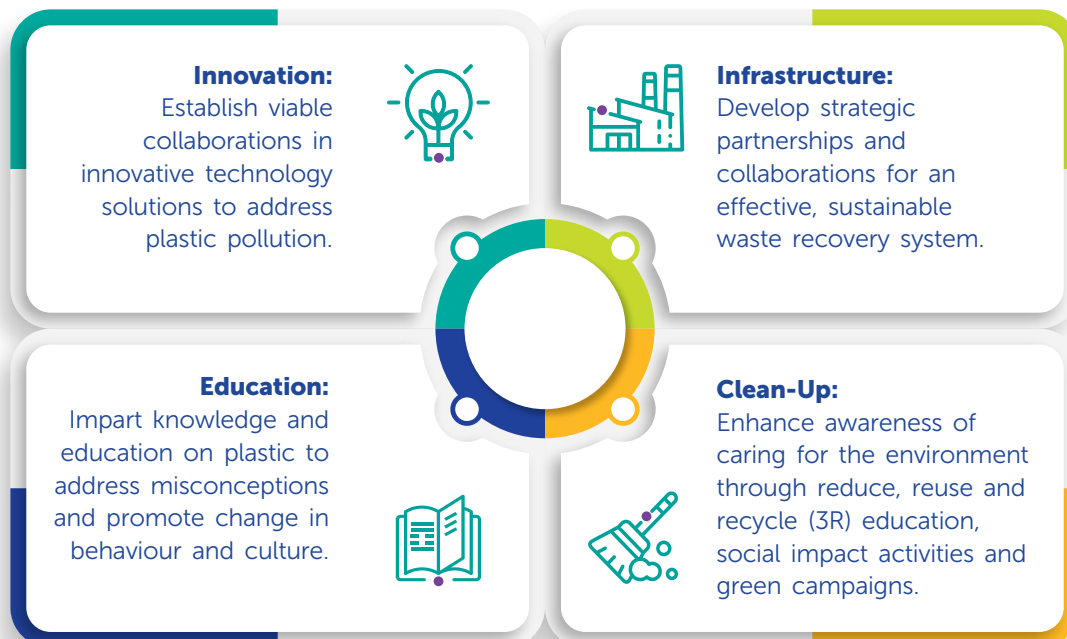 Innovation:
Establish viable
collaborations in
innovative technology
solutions to address
plastic pollution.
Infrastructure:
Develop strategic
partnerships and
collaborations for an
effective, sustainable
waste recovery system.
Education:
Impart knowledge and
education on plastic to
address misconceptions
and promote change in
behaviour and culture.
Clean-Up:
Enhance awareness of
caring for the environment
through reduce, reuse and
recycle (3R) education,
social impact activities and
green campaigns.